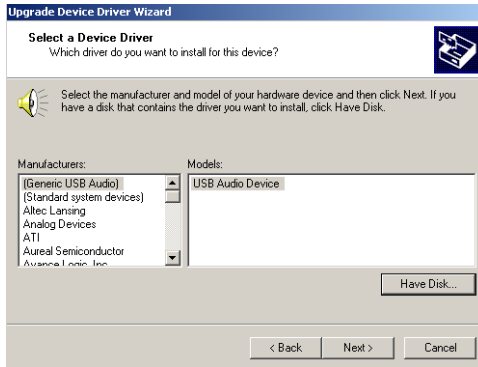 Upgrade Device Driver Wizard
Select a Device Driver
Which driver do you want to install for this device?
Select the manufacturer and model of your hardware device and then click Next. If you
have a disk that contains the driver you want to install, click Have Disk.
Manufacturers:
(Generic USB Audio)
(Standard system devices)
Altec Lansing
Analog Devices
ATI
Aureal Semiconductor
Avance Logic, Inc.
Models:
USB Audio Device
Have Disk...
< Back
Next >
Cancel